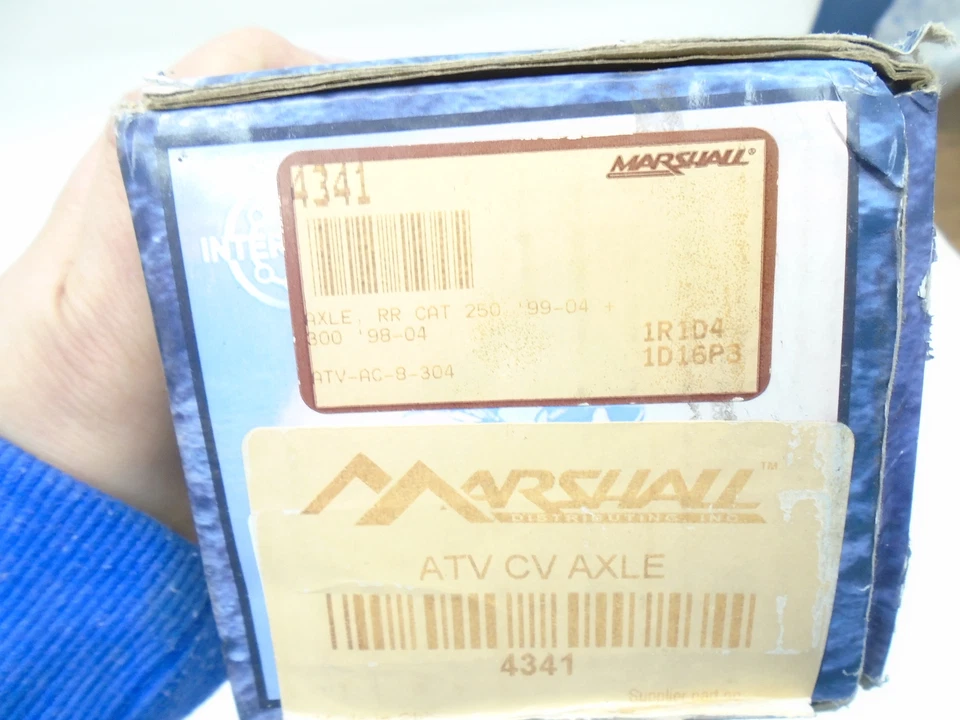 4341
MARSHALL®
INTER
AXLE, RR CAT 250 '99-04 +
300 '98-04
1R1D4
1D16P3
ATV-AC-8-304
MARSHALL™
DISTRIBUTING, INC.
ATV CV AXLE
4341
Supplier part no.